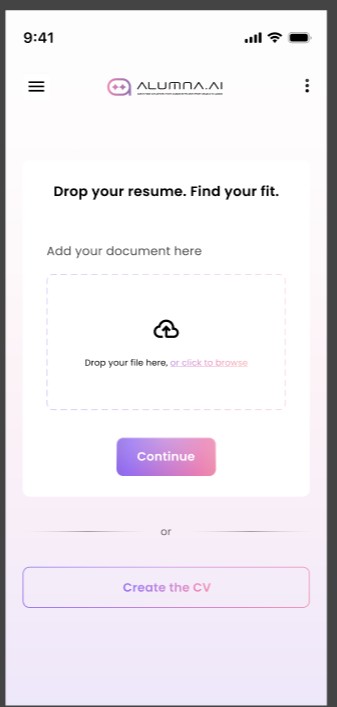 9:41
ALUMNA.AI
Drop your resume. Find your fit.
Add your document here
Drop your file here, or click to browse
Continue
or
Create the CV